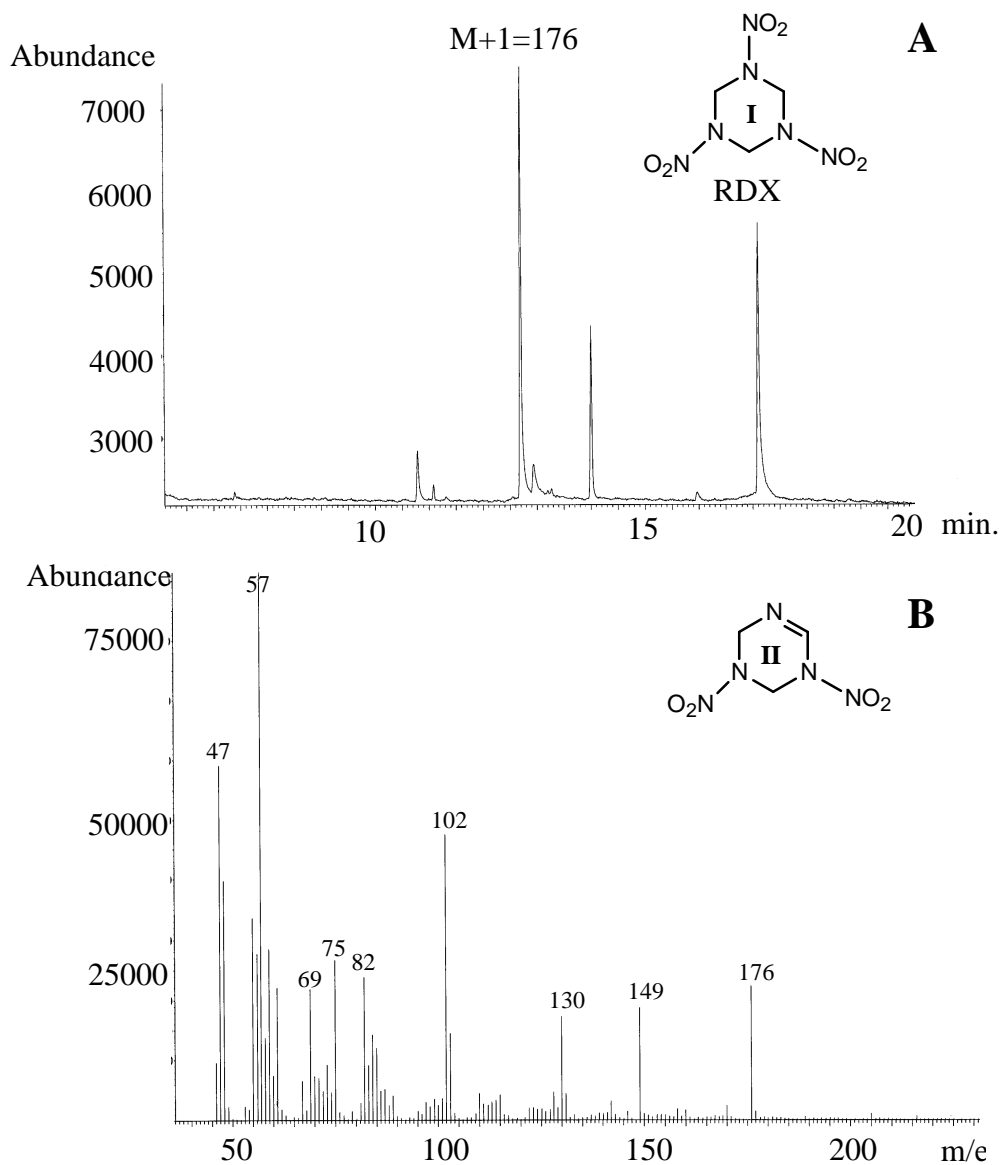 NO₂
A
M+1=176
Abundance
N
7000
I
N
N
O₂N
NO₂
RDX
6000
5000
4000
3000
10
15
20
min.
Abundance
57
B
N
75000
II
N
N
O₂N
NO₂
47
50000
102
75
82
25000
69
176
149
130
50
100
150
200
m/e